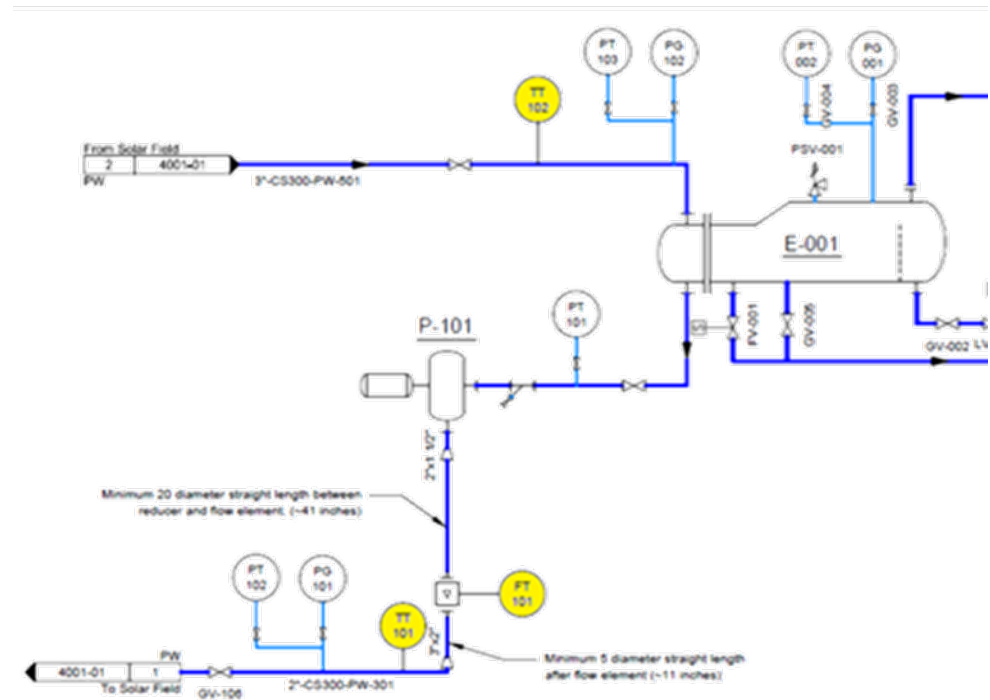 PT
103
PG
102
PT
002
PG
001
TT
102
GV-004
GV-003
PSV-001
From Solar Field
2
4001-01
PW
3"-CS300-PW-501
E-001
PT
101
FV-001
GV-005
GV-002
P-101
2"x1 1/2"
Minimum 20 diameter straight length between
reducer and flow element. (~41 inches)
PT
102
PG
101
TT
101
FT
101
3"x2"
Minimum 5 diameter straight length
after flow element (~11 inches)
PW
4001-01
1
To Solar Field
GV-106
2"-CS300-PW-301